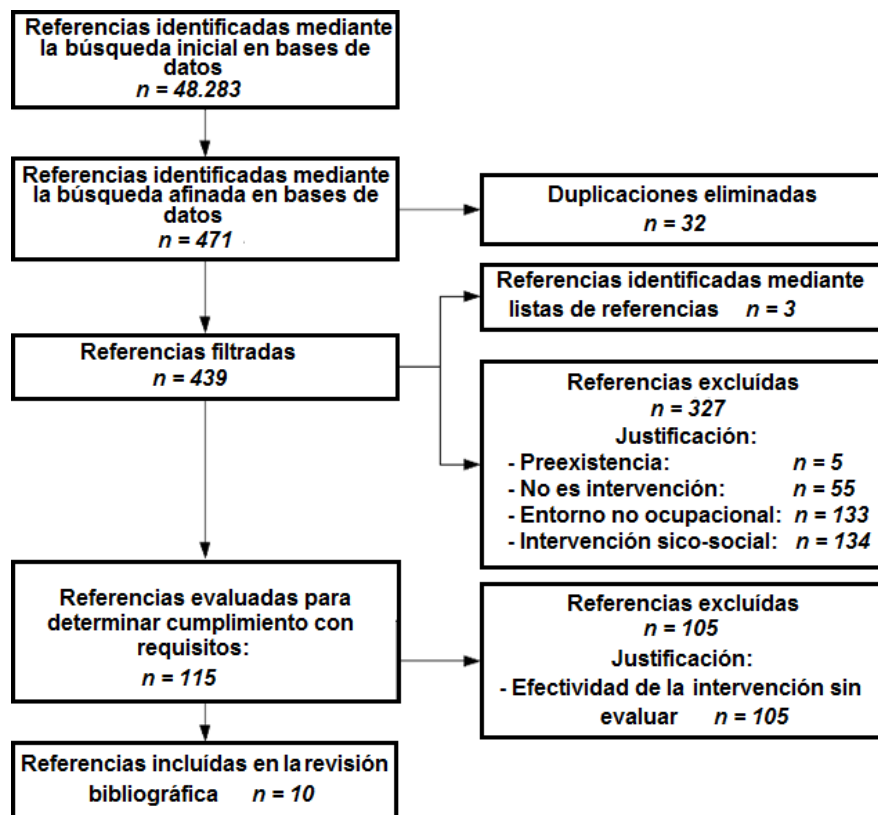 Referencias identificadas mediante
la búsqueda inicial en bases de
datos
n = 48.283
Referencias identificadas mediante
la búsqueda afinada en bases de
datos
n = 471
Duplicaciones eliminadas
n = 32
Referencias identificadas mediante
listas de referencias n = 3
Referencias filtradas
n = 439
Referencias excluídas
n = 327
Justificación:
- Preexistencia: n = 5
- No es intervención: n = 55
- Entorno no ocupacional: n = 133
- Intervención sico-social: n = 134
Referencias evaluadas para
determinar cumplimiento con
requisitos:
n = 115
Referencias excluídas
n = 105
Justificación:
- Efectividad de la intervención sin
evaluar n = 105
Referencias incluídas en la revisión
bibliográfica n = 10